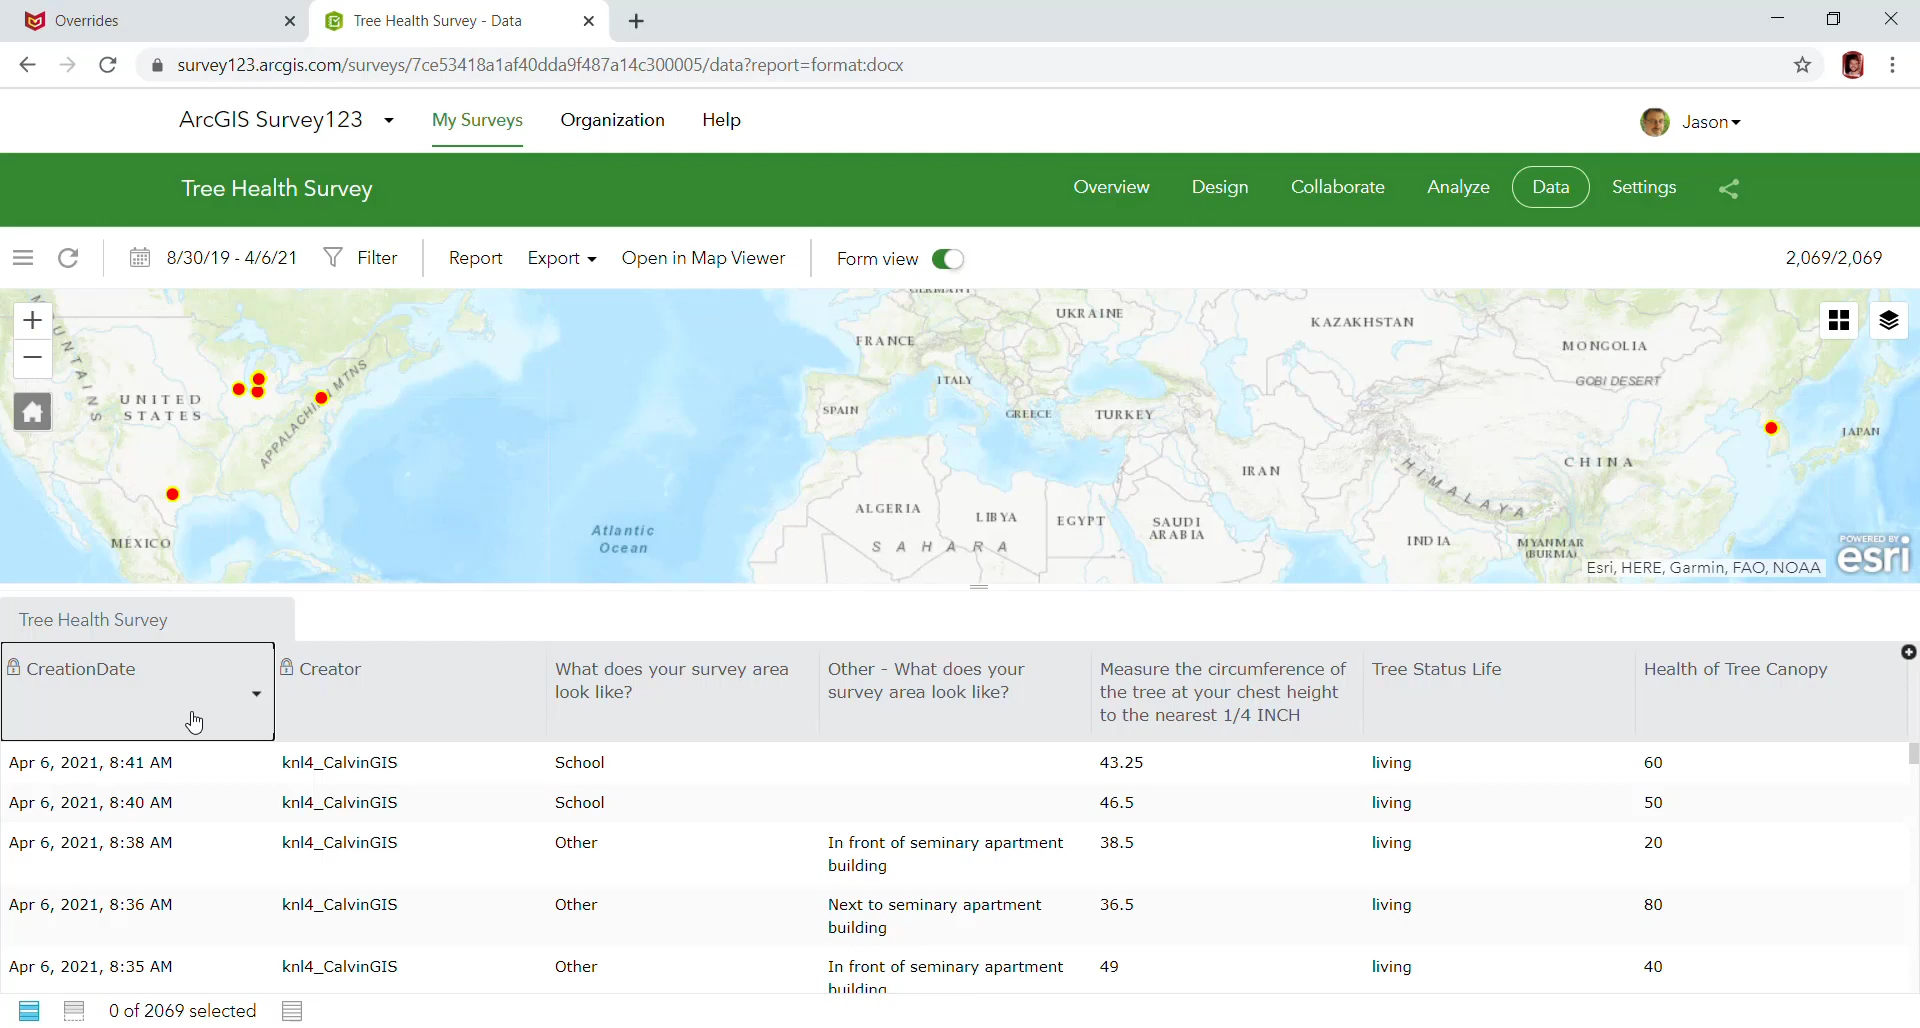 Overrides
Tree Health Survey - Data
survey123.arcgis.com/surveys/7ce53418a1af40dda9f487a14c300005/data?report=format:docx
ArcGIS Survey123
My Surveys
Organization
Help
Jason
Tree Health Survey
Overview
Design
Collaborate
Analyze
Data
Settings
8/30/19 - 4/6/21
Filter
Report
Export
Open in Map Viewer
Form view
2,069/2,069
GERMANY
UKRAINE
KAZAKHSTAN
FRANCE
MONGOLIA
ITALY
GOBI DESERT
UNITED
STATES
APPALACHIAN MTNS
SPAIN
GREECE
TURKEY
JAPAN
CHINA
IRAN
HIMALAYA
ALGERIA
LIBYA
EGYPT
SAUDI
ARABIA
Atlantic
Ocean
MÉXICO
SAHARA
INDIA
MYANMAR
(BURMA)
POWERED BY
esri
Esri, HERE, Garmin, FAO, NOAA
Tree Health Survey
CreationDate
Creator
What does your survey area
look like?
Other - What does your
survey area look like?
Measure the circumference of
the tree at your chest height
to the nearest 1/4 INCH
Tree Status Life
Health of Tree Canopy
Apr 6, 2021, 8:41 AM knl4_CalvinGIS School 43.25 living 60
Apr 6, 2021, 8:40 AM knl4_CalvinGIS School 46.5 living 50
Apr 6, 2021, 8:38 AM knl4_CalvinGIS Other In front of seminary apartment 38.5 living 20
building
Apr 6, 2021, 8:36 AM knl4_CalvinGIS Other Next to seminary apartment 36.5 living 80
building
Apr 6, 2021, 8:35 AM knl4_CalvinGIS Other In front of seminary apartment 49 living 40
building
0 of 2069 selected